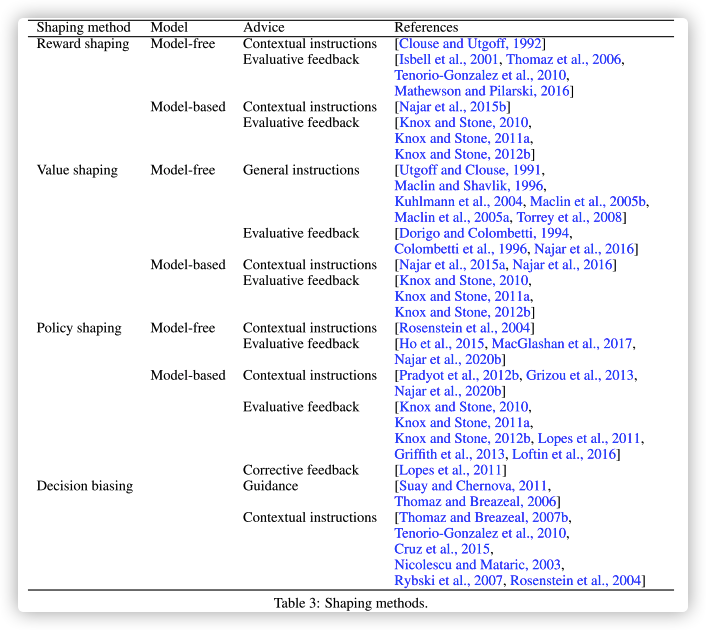 Shaping method Model Advice References
Reward shaping Model-free Contextual instructions [Clouse and Utgoff, 1992]
Evaluative feedback [Isbell et al., 2001, Thomaz et al., 2006,
Tenorio-Gonzalez et al., 2010,
Mathewson and Pilarski, 2016]
Model-based Contextual instructions [Najar et al., 2015b]
Evaluative feedback [Knox and Stone, 2010,
Knox and Stone, 2011a,
Knox and Stone, 2012b]
Value shaping Model-free General instructions [Utgoff and Clouse, 1991,
Maclin and Shavlik, 1996,
Kuhlmann et al., 2004, Maclin et al., 2005b,
Maclin et al., 2005a, Torrey et al., 2008]
Evaluative feedback [Dorigo and Colombetti, 1994,
Colombetti et al., 1996, Najar et al., 2016]
Model-based Contextual instructions [Najar et al., 2015a, Najar et al., 2016]
Evaluative feedback [Knox and Stone, 2010,
Knox and Stone, 2011a,
Knox and Stone, 2012b]
Policy shaping Model-free Contextual instructions [Rosenstein et al., 2004]
Evaluative feedback [Ho et al., 2015, MacGlashan et al., 2017,
Najar et al., 2020b]
Model-based Contextual instructions [Pradyot et al., 2012b, Grizou et al., 2013,
Najar et al., 2020b]
Evaluative feedback [Knox and Stone, 2010,
Knox and Stone, 2011a,
Knox and Stone, 2012b, Lopes et al., 2011,
Griffith et al., 2013, Loftin et al., 2016]
Corrective feedback [Lopes et al., 2011]
Decision biasing Guidance [Suay and Chernova, 2011,
Thomaz and Breazeal, 2006]
Contextual instructions [Thomaz and Breazeal, 2007b,
Tenorio-Gonzalez et al., 2010,
Cruz et al., 2015,
Nicolescu and Mataric, 2003,
Rybski et al., 2007, Rosenstein et al., 2004]
Table 3: Shaping methods.